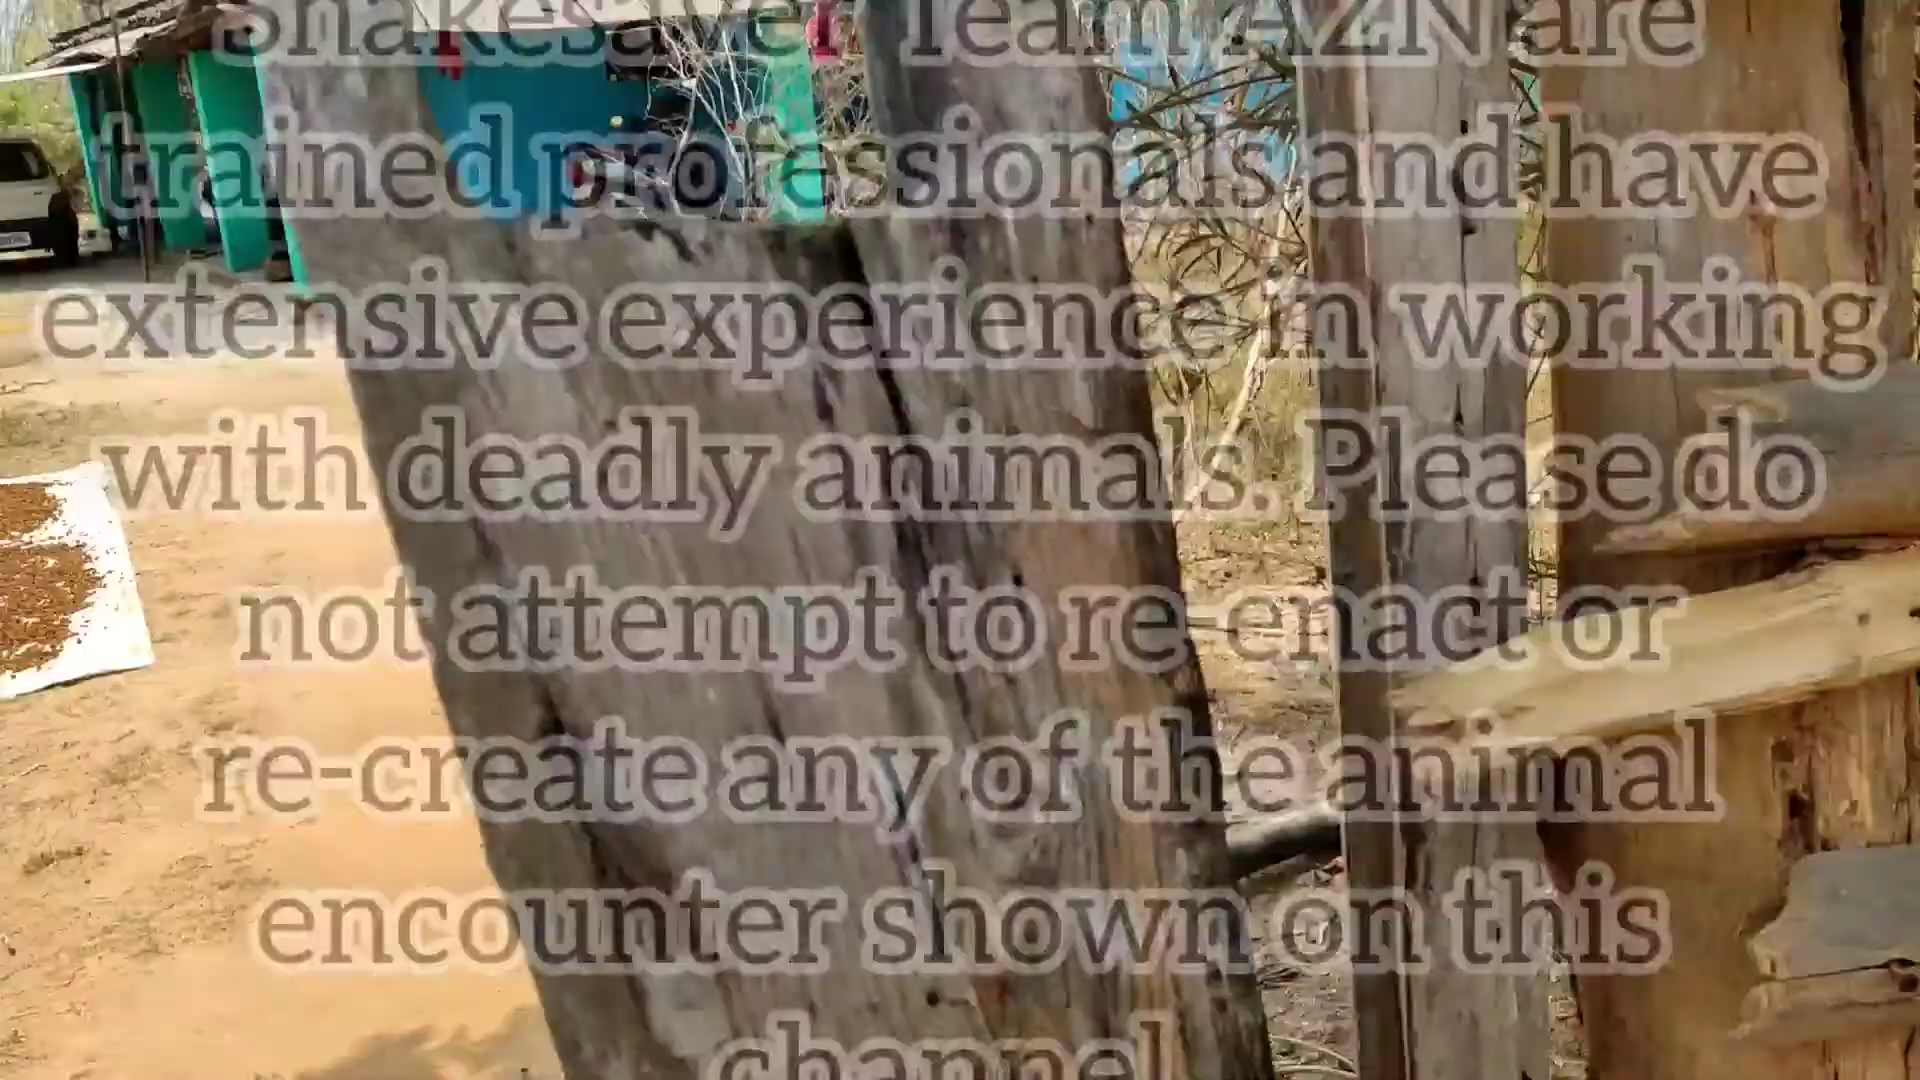 Snakesaver Team AZN are
trained professionals and have
extensive experience in working
with deadly animals. Please do
not attempt to re-enact or
re-create any of the animal
encounter shown on this
channel